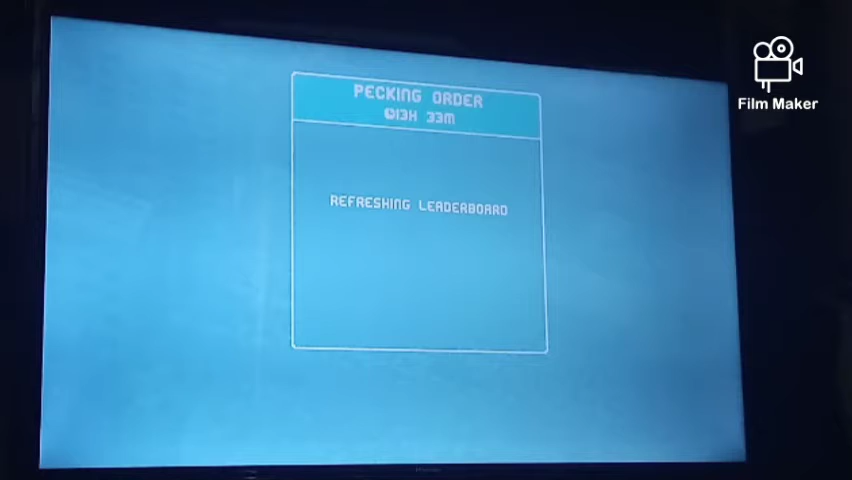 PECKING ORDER
13H 33M
REFRESHING LEADERBOARD
Film Maker